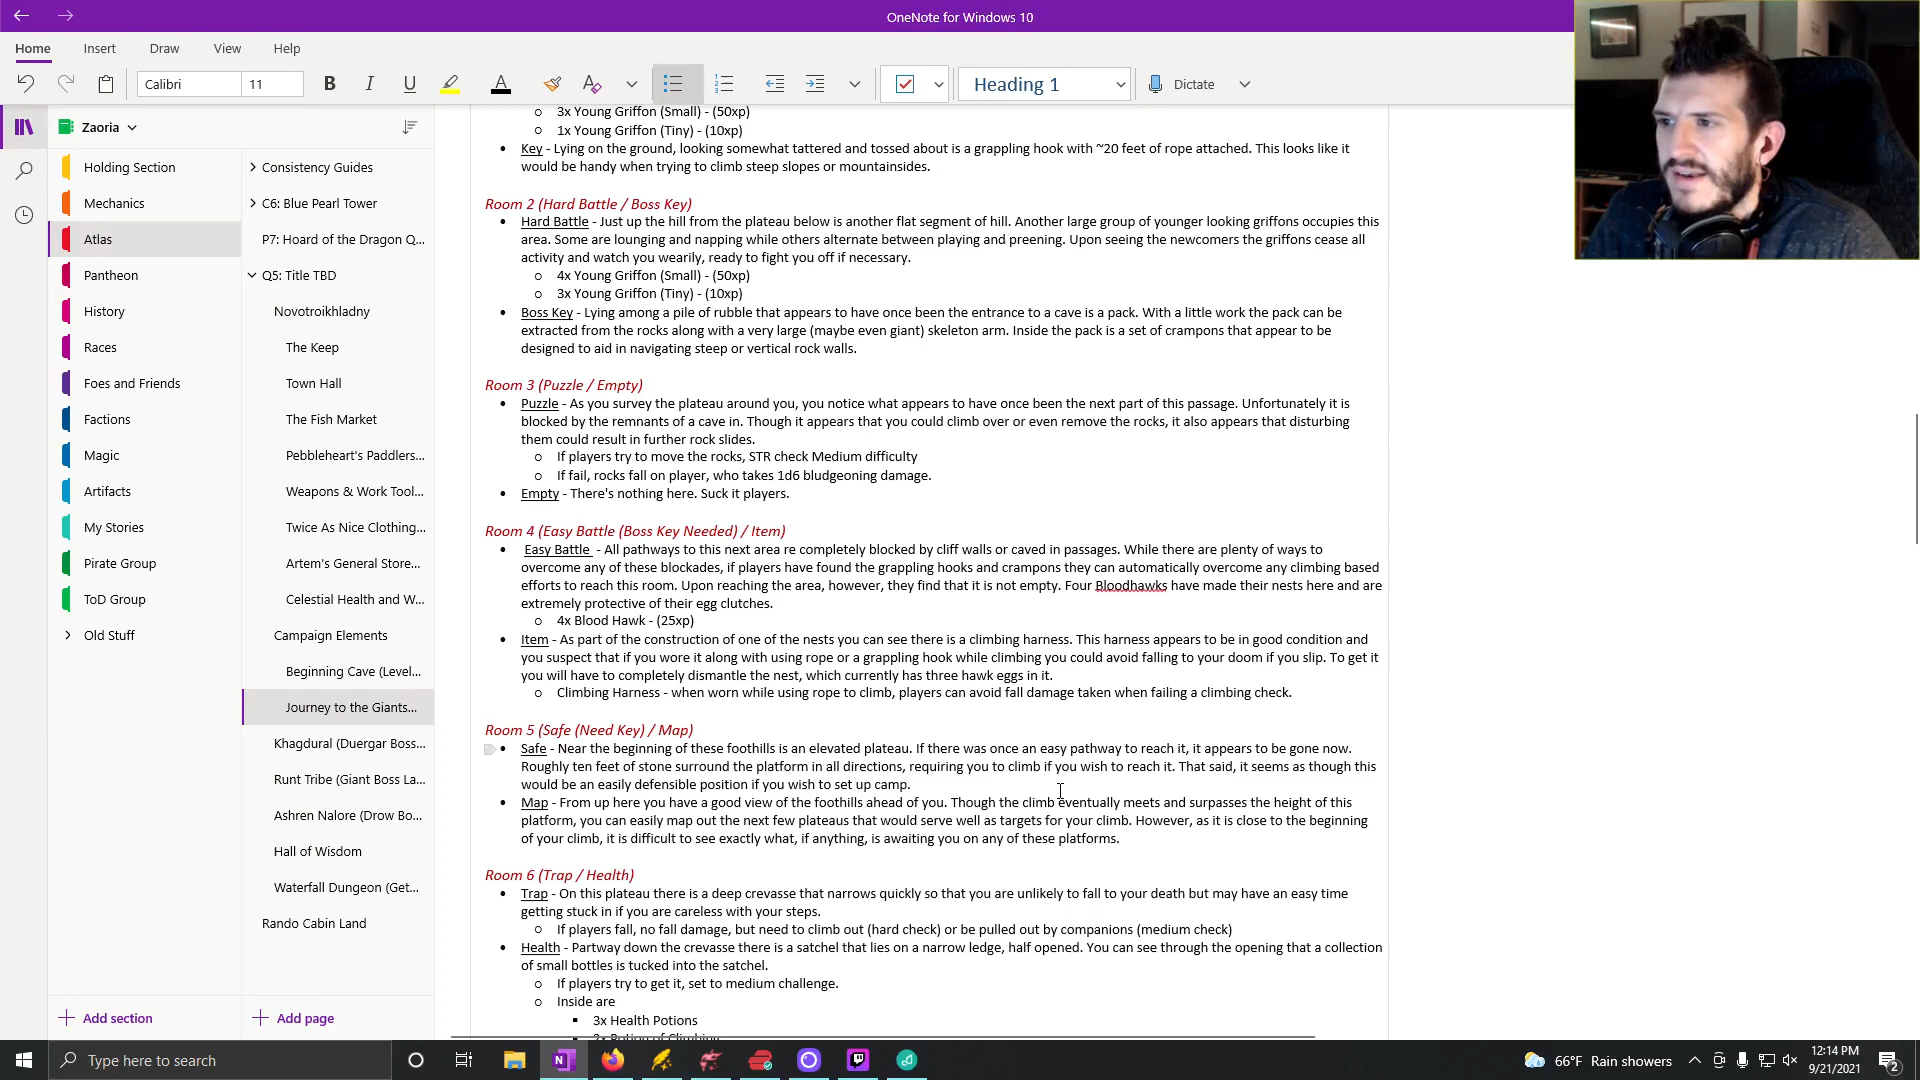 OneNote for Windows 10
Home Insert Draw View Help
Calibri 11 B I U A Heading 1 Dictate
Zaoria
Holding Section
Mechanics
Atlas
Pantheon
History
Races
Foes and Friends
Factions
Magic
Artifacts
My Stories
Pirate Group
ToD Group
Old Stuff
Add section
Consistency Guides
C6: Blue Pearl Tower
P7: Hoard of the Dragon Q...
Q5: Title TBD
Novotroikhladny
The Keep
Town Hall
The Fish Market
Pebbleheart's Paddlers...
Weapons & Work Tool...
Twice As Nice Clothing...
Artem's General Store...
Celestial Health and W...
Campaign Elements
Beginning Cave (Level...
Journey to the Giants...
Khagdural (Duergar Boss...
Runt Tribe (Giant Boss La...
Ashren Nalore (Drow Bo...
Hall of Wisdom
Waterfall Dungeon (Get...
Rando Cabin Land
Add page
3x Young Griffon (Small) - (50xp)
1x Young Griffon (Tiny) - (10xp)
Key - Lying on the ground, looking somewhat tattered and tossed about is a grappling hook with ~20 feet of rope attached. This looks like it
would be handy when trying to climb steep slopes or mountainsides.
Room 2 (Hard Battle / Boss Key)
Hard Battle - Just up the hill from the plateau below is another flat segment of hill. Another large group of younger looking griffons occupies this
area. Some are lounging and napping while others alternate between playing and preening. Upon seeing the newcomers the griffons cease all
activity and watch you wearily, ready to fight you off if necessary.
4x Young Griffon (Small) - (50xp)
3x Young Griffon (Tiny) - (10xp)
Boss Key - Lying among a pile of rubble that appears to have once been the entrance to a cave is a pack. With a little work the pack can be
extracted from the rocks along with a very large (maybe even giant) skeleton arm. Inside the pack is a set of crampons that appear to be
designed to aid in navigating steep or vertical rock walls.
Room 3 (Puzzle / Empty)
Puzzle - As you survey the plateau around you, you notice what appears to have once been the next part of this passage. Unfortunately it is
blocked by the remnants of a cave in. Though it appears that you could climb over or even remove the rocks, it also appears that disturbing
them could result in further rock slides.
If players try to move the rocks, STR check Medium difficulty
If fail, rocks fall on player, who takes 1d6 bludgeoning damage.
Empty - There's nothing here. Suck it players.
Room 4 (Easy Battle (Boss Key Needed) / Item)
Easy Battle - All pathways to this next area re completely blocked by cliff walls or caved in passages. While there are plenty of ways to
overcome any of these blockades, if players have found the grappling hooks and crampons they can automatically overcome any climbing based
efforts to reach this room. Upon reaching the area, however, they find that it is not empty. Four Bloodhawks have made their nests here and are
extremely protective of their egg clutches.
4x Blood Hawk - (25xp)
Item - As part of the construction of one of the nests you can see there is a climbing harness. This harness appears to be in good condition and
you suspect that if you wore it along with using rope or a grappling hook while climbing you could avoid falling to your doom if you slip. To get it
you will have to completely dismantle the nest, which currently has three hawk eggs in it.
Climbing Harness - when worn while using rope to climb, players can avoid fall damage taken when failing a climbing check.
Room 5 (Safe (Need Key) / Map)
Safe - Near the beginning of these foothills is an elevated plateau. If there was once an easy pathway to reach it, it appears to be gone now.
Roughly ten feet of stone surround the platform in all directions, requiring you to climb if you wish to reach it. That said, it seems as though this
would be an easily defensible position if you wish to set up camp.
Map - From up here you have a good view of the foothills ahead of you. Though the climb eventually meets and surpasses the height of this
platform, you can easily map out the next few plateaus that would serve well as targets for your climb. However, as it is close to the beginning
of your climb, it is difficult to see exactly what, if anything, is awaiting you on any of these platforms.
Room 6 (Trap / Health)
Trap - On this plateau there is a deep crevasse that narrows quickly so that you are unlikely to fall to your death but may have an easy time
getting stuck in if you are careless with your steps.
If players fall, no fall damage, but need to climb out (hard check) or be pulled out by companions (medium check)
Health - Partway down the crevasse there is a satchel that lies on a narrow ledge, half opened. You can see through the opening that a collection
of small bottles is tucked into the satchel.
If players try to get it, set to medium challenge.
Inside are
3x Health Potions
Type here to search
66°F Rain showers
12:14 PM
9/21/2021
2